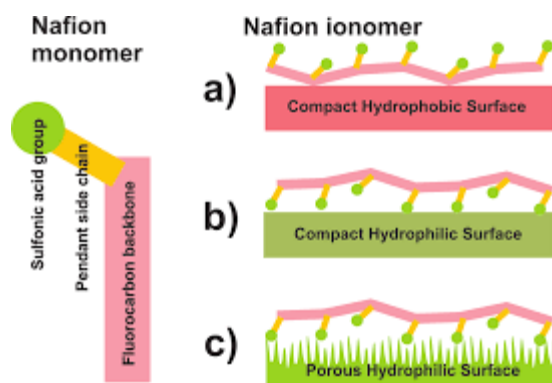 Nafion
monomer
Sulfonic acid group
Pendant side chain
Fluorocarbon backbone
Nafion ionomer
a)
Compact Hydrophobic Surface
b)
Compact Hydrophilic Surface
c)
Porous Hydrophilic Surface